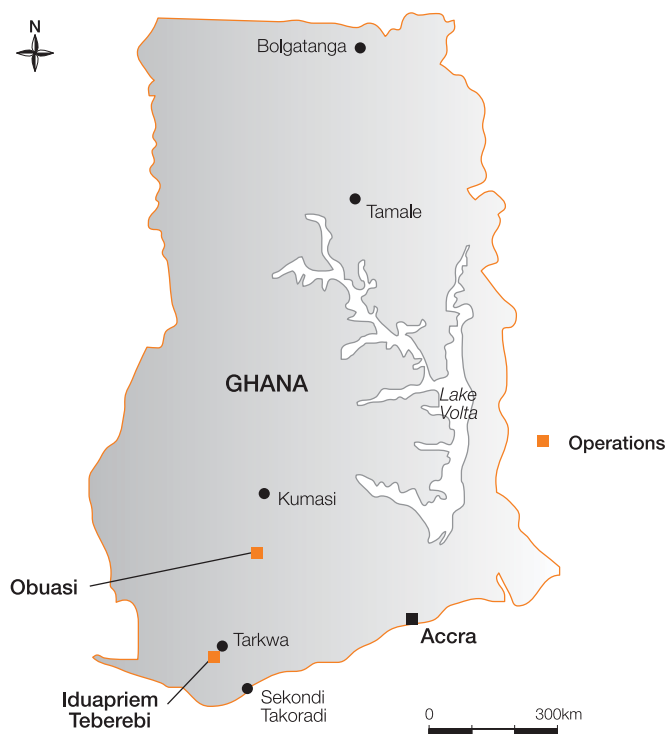 N
Bolgatanga
Tamale
GHANA
Lake
Volta
Operations
Kumasi
Obuasi
Accra
Tarkwa
Iduapriem
Teberebi
Sekondi
Takoradi
0 300km